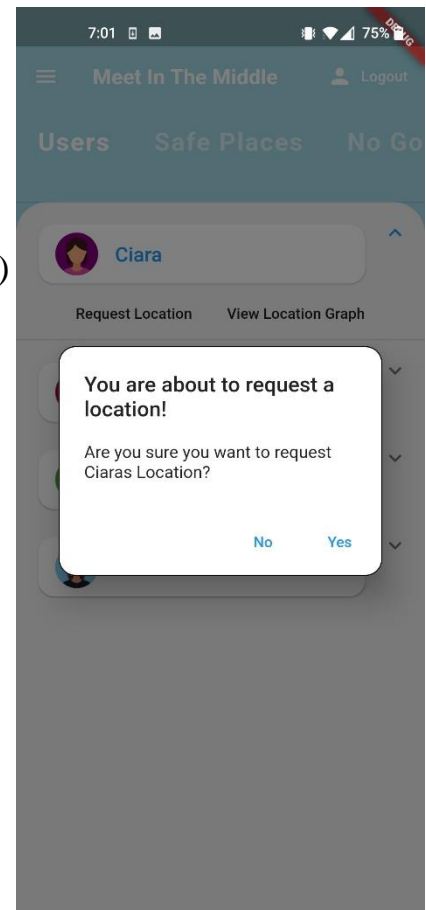 7:01 75%
DEBUG
Meet In The Middle Logout
Users Safe Places No Go
)
Ciara
Request Location View Location Graph
You are about to request a
location!
Are you sure you want to request
Ciaras Location?
No Yes